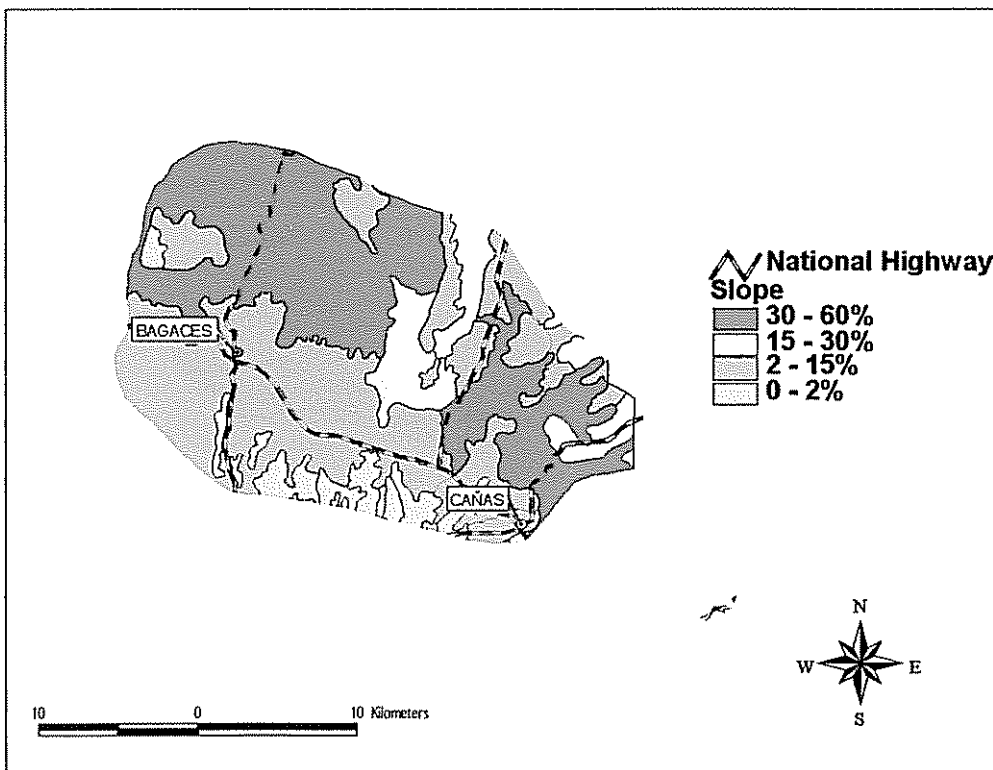 National Highway
Slope
30 - 60%
15 - 30%
2 - 15%
0 - 2%
BAGACES
CAÑAS
N
W E
S
10 0 10 Kilometers